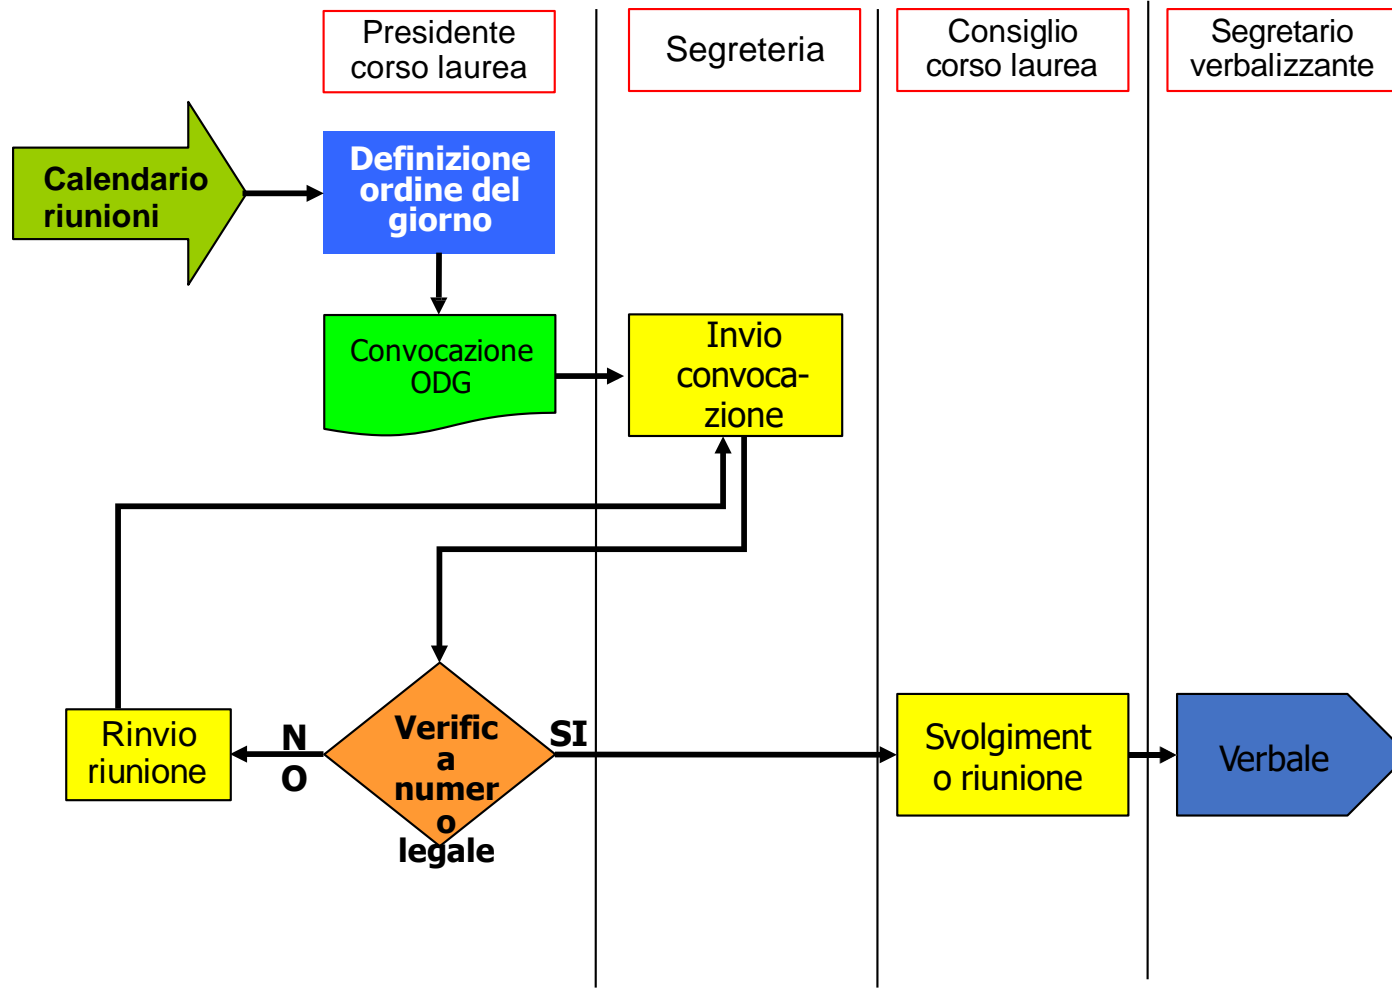 Presidente
corso laurea
Segreteria
Consiglio
corso laurea
Segretario
verbalizzante
Calendario
riunioni
Definizione
ordine del
giorno
Convocazione
ODG
Invio
convoca-
zione
Rinvio
riunione
N
O
Verific
a
numer
o
legale
SI
Svolgiment
o riunione
Verbale